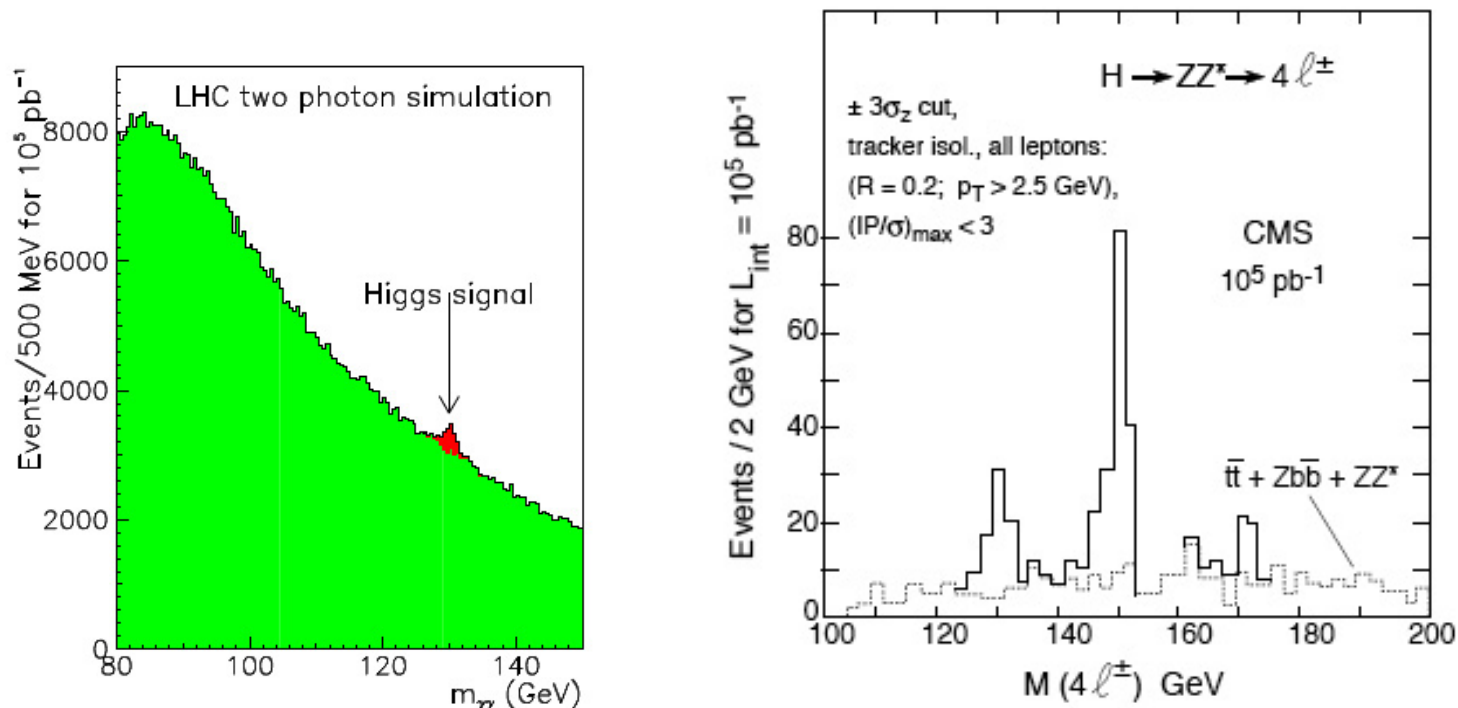 LHC two photon simulation
Higgs signal
Events/500 MeV for 10⁵ pb⁻¹
8000
6000
4000
2000
0
80
100
120
140
m_γγ (GeV)
H → ZZ* → 4 ℓ±
± 3σ_z cut,
tracker isol., all leptons:
(R = 0.2; p_T > 2.5 GeV),
(IP/σ)_max < 3
CMS
10⁵ pb⁻¹
tt̄ + Zbb̄ + ZZ*
Events / 2 GeV for L_int = 10⁵ pb⁻¹
80
60
40
20
0
100
120
140
160
180
200
M (4 ℓ±) GeV